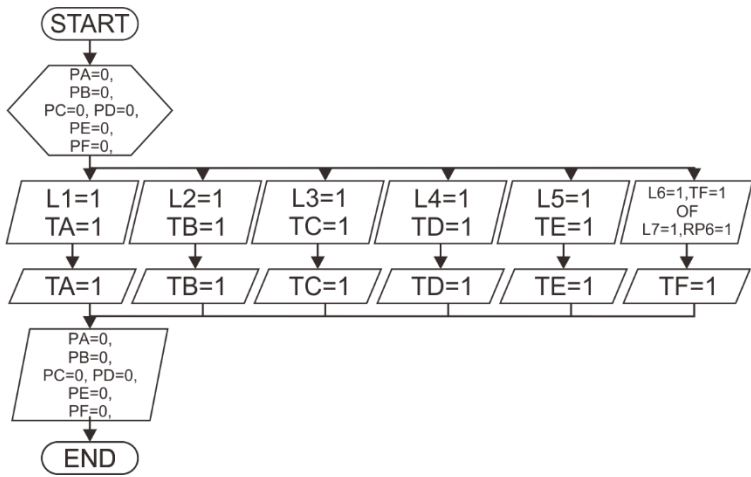 START
PA=0,
PB=0,
PC=0, PD=0,
PE=0,
PF=0,
L1=1
TA=1
L2=1
TB=1
L3=1
TC=1
L4=1
TD=1
L5=1
TE=1
L6=1,TF=1
OF
L7=1,RP6=1
TA=1
TB=1
TC=1
TD=1
TE=1
TF=1
PA=0,
PB=0,
PC=0, PD=0,
PE=0,
PF=0,
END